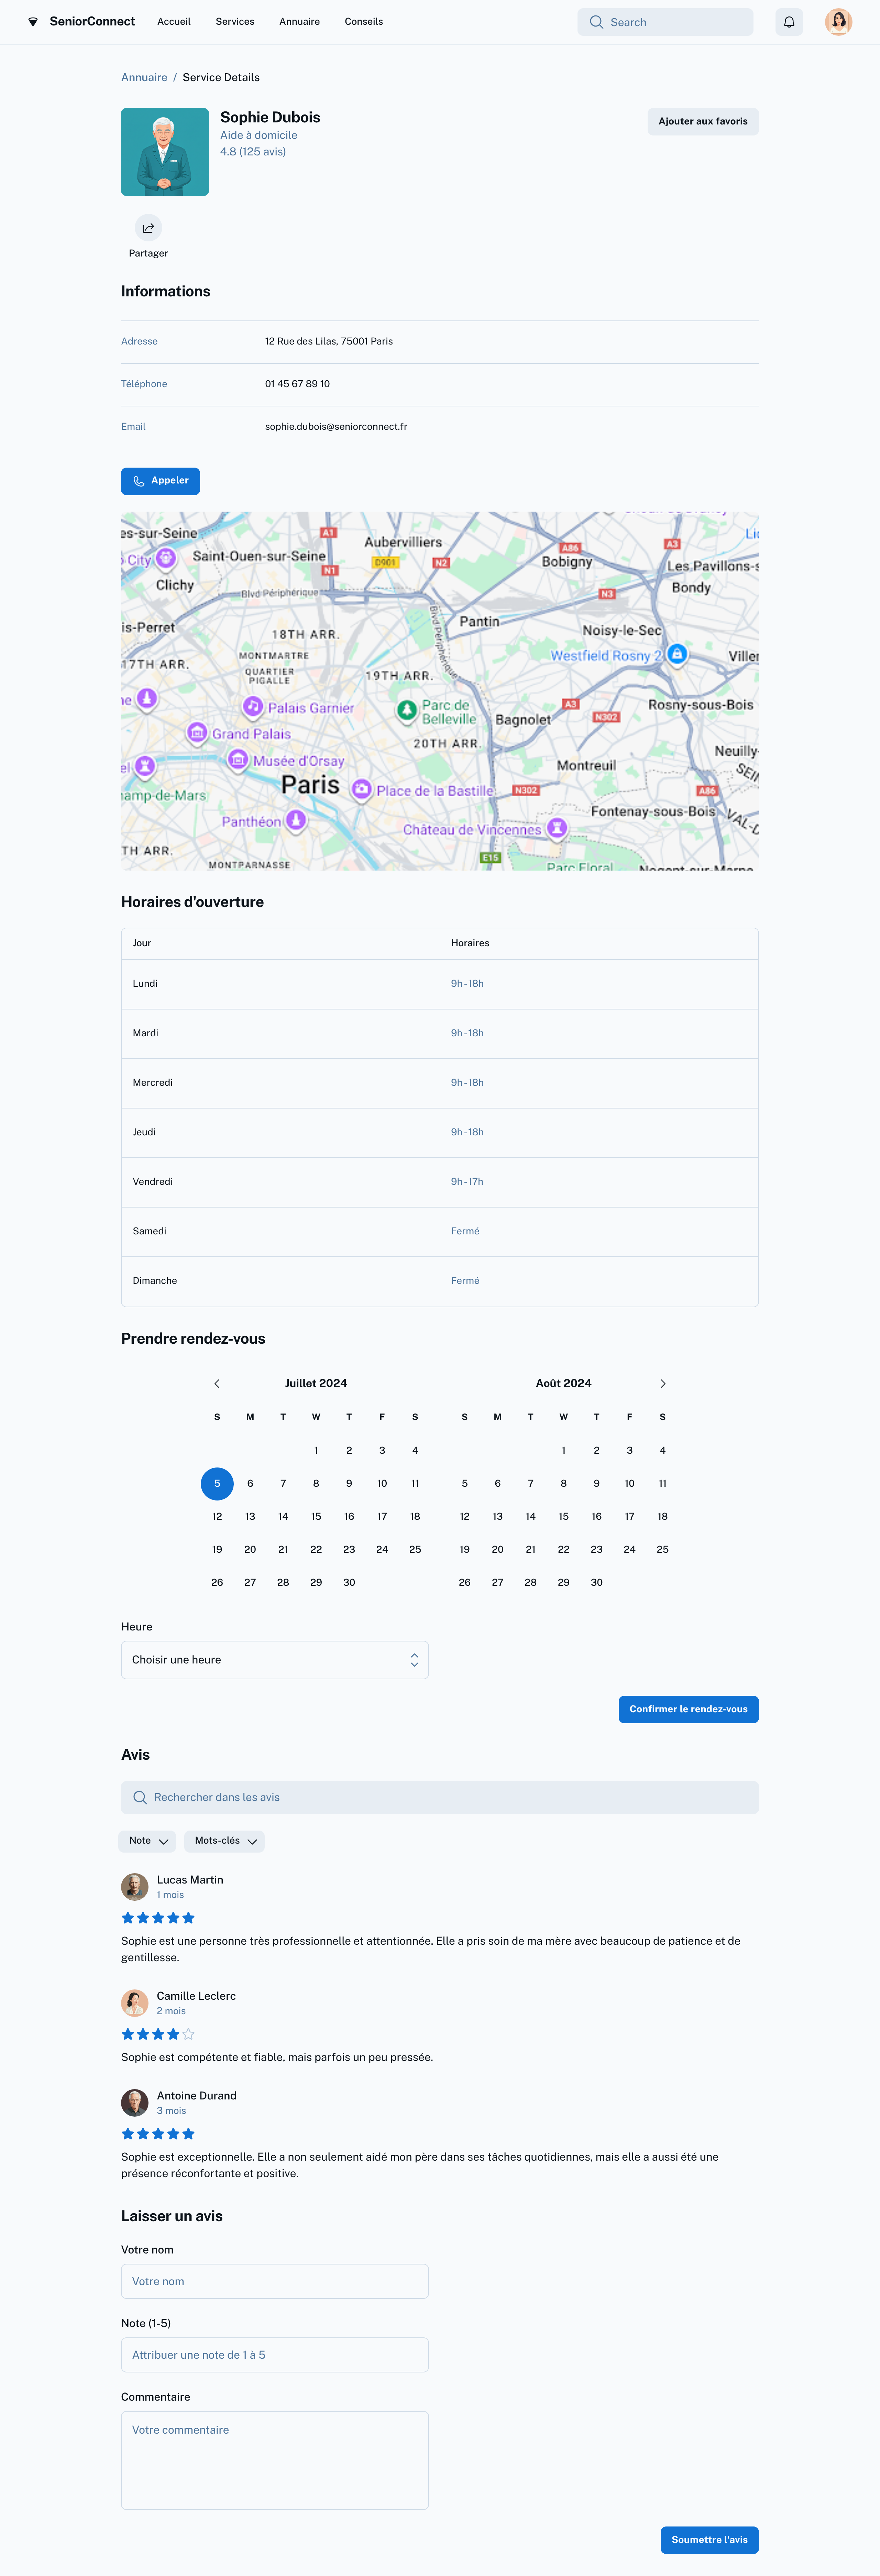 SeniorConnect
Accueil
Services
Annuaire
Conseils
Search
Annuaire / Service Details
Sophie Dubois
Aide à domicile
4.8 (125 avis)
Ajouter aux favoris
Partager
Informations
Adresse
12 Rue des Lilas, 75001 Paris
Téléphone
01 45 67 89 10
Email
sophie.dubois@seniorconnect.fr
Appeler
es-sur-Seine
A1
Aubervilliers
A86
A3
City
Saint-Ouen-sur-Seine
D901
N2
Bobigny
Les Pavillons-s
Clichy
N1
Blvd Périphérique
N3
Bondy
is-Perret
Blvd Périphérique
Pantin
18TH ARR.
Noisy-le-Sec
17TH ARR.
MONTMARTRE
Westfield Rosny 2
Viller
QUARTIER
PIGALLE
19TH ARR.
Palais Garnier
Parc de
Belleville
A3
Rosny-sous-Bois
Bagnolet
N302
Grand Palais
20TH ARR.
Neuilly-
Musée d'Orsay
Montreuil
Paris
Place de la Bastille
N302
A86
hamp-de-Mars
Fontenay-sous-Bois
VAL-D
Panthéon
Château de Vincennes
TH ARR.
MONTPARNASSE
E15
Parc Floral
Nogent-sur-Marne
Horaires d'ouverture
Jour
Horaires
Lundi
9h-18h
Mardi
9h-18h
Mercredi
9h-18h
Jeudi
9h-18h
Vendredi
9h-17h
Samedi
Fermé
Dimanche
Fermé
Prendre rendez-vous
Juillet 2024
S M T W T F S
1 2 3 4
5 6 7 8 9 10 11
12 13 14 15 16 17 18
19 20 21 22 23 24 25
26 27 28 29 30
Août 2024
S M T W T F S
1 2 3 4
5 6 7 8 9 10 11
12 13 14 15 16 17 18
19 20 21 22 23 24 25
26 27 28 29 30
Heure
Choisir une heure
Confirmer le rendez-vous
Avis
Rechercher dans les avis
Note
Mots-clés
Lucas Martin
1 mois
Sophie est une personne très professionnelle et attentionnée. Elle a pris soin de ma mère avec beaucoup de patience et de
gentillesse.
Camille Leclerc
2 mois
Sophie est compétente et fiable, mais parfois un peu pressée.
Antoine Durand
3 mois
Sophie est exceptionnelle. Elle a non seulement aidé mon père dans ses tâches quotidiennes, mais elle a aussi été une
présence réconfortante et positive.
Laisser un avis
Votre nom
Votre nom
Note (1-5)
Attribuer une note de 1 à 5
Commentaire
Votre commentaire
Soumettre l'avis